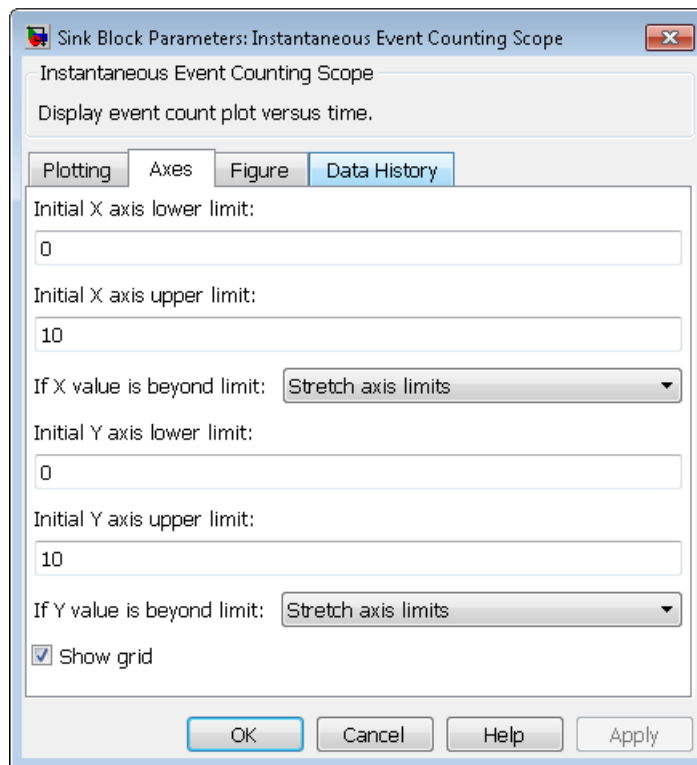 Sink Block Parameters: Instantaneous Event Counting Scope
Instantaneous Event Counting Scope
Display event count plot versus time.
Plotting Axes Figure Data History
Initial X axis lower limit:
0
Initial X axis upper limit:
10
If X value is beyond limit: Stretch axis limits
Initial Y axis lower limit:
0
Initial Y axis upper limit:
10
If Y value is beyond limit: Stretch axis limits
Show grid
OK Cancel Help Apply